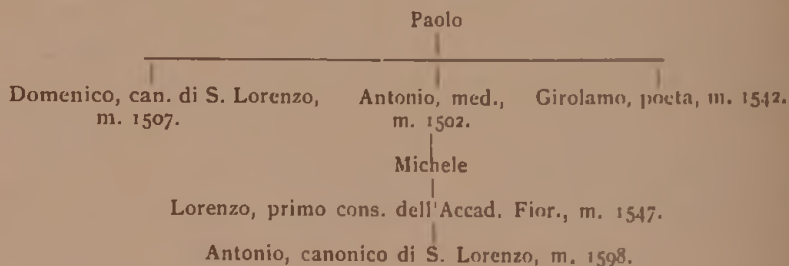 Paolo
Domenico, can. di S. Lorenzo,
m. 1507.
Antonio, med.,
m. 1502.
Girolamo, poeta, m. 1542.
Michele
Lorenzo, primo cons. dell'Accad. Fior., m. 1547.
Antonio, canonico di S. Lorenzo, m. 1598.